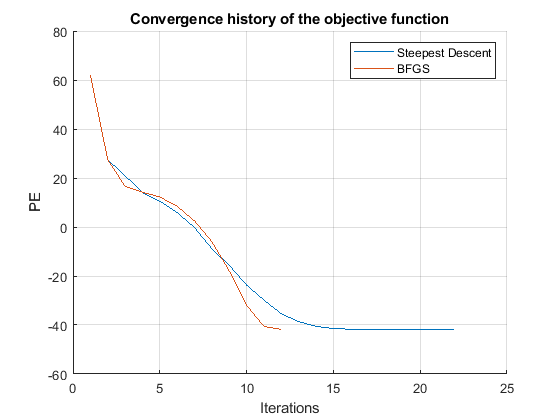 Convergence history of the objective function
80
60
40
20
0
-20
-40
-60
PE
Steepest Descent
BFGS
0
5
10
15
20
25
Iterations